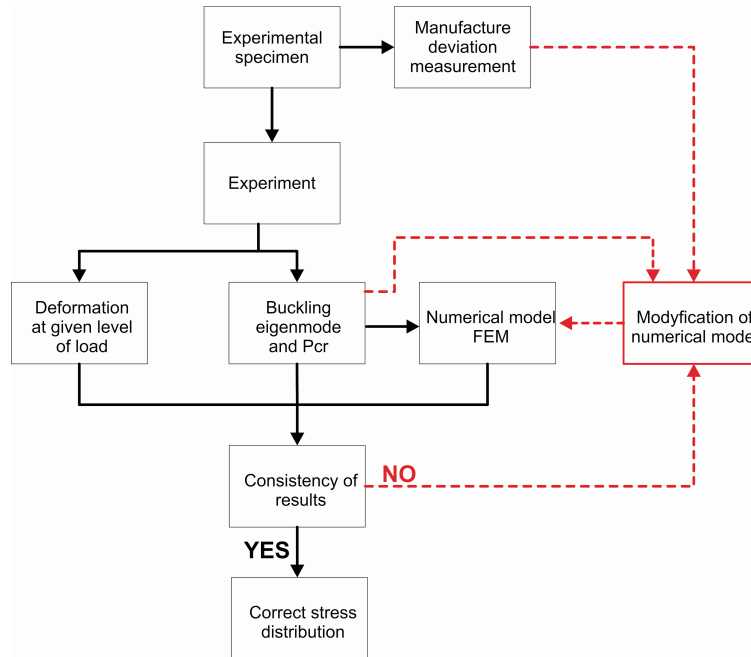 Experimental
specimen
Manufacture
deviation
measurement
Experiment
Deformation
at given level
of load
Buckling
eigenmode
and Pcr
Numerical model
FEM
Modyfication of
numerical mode
Consistency of
results
NO
YES
Correct stress
distribution